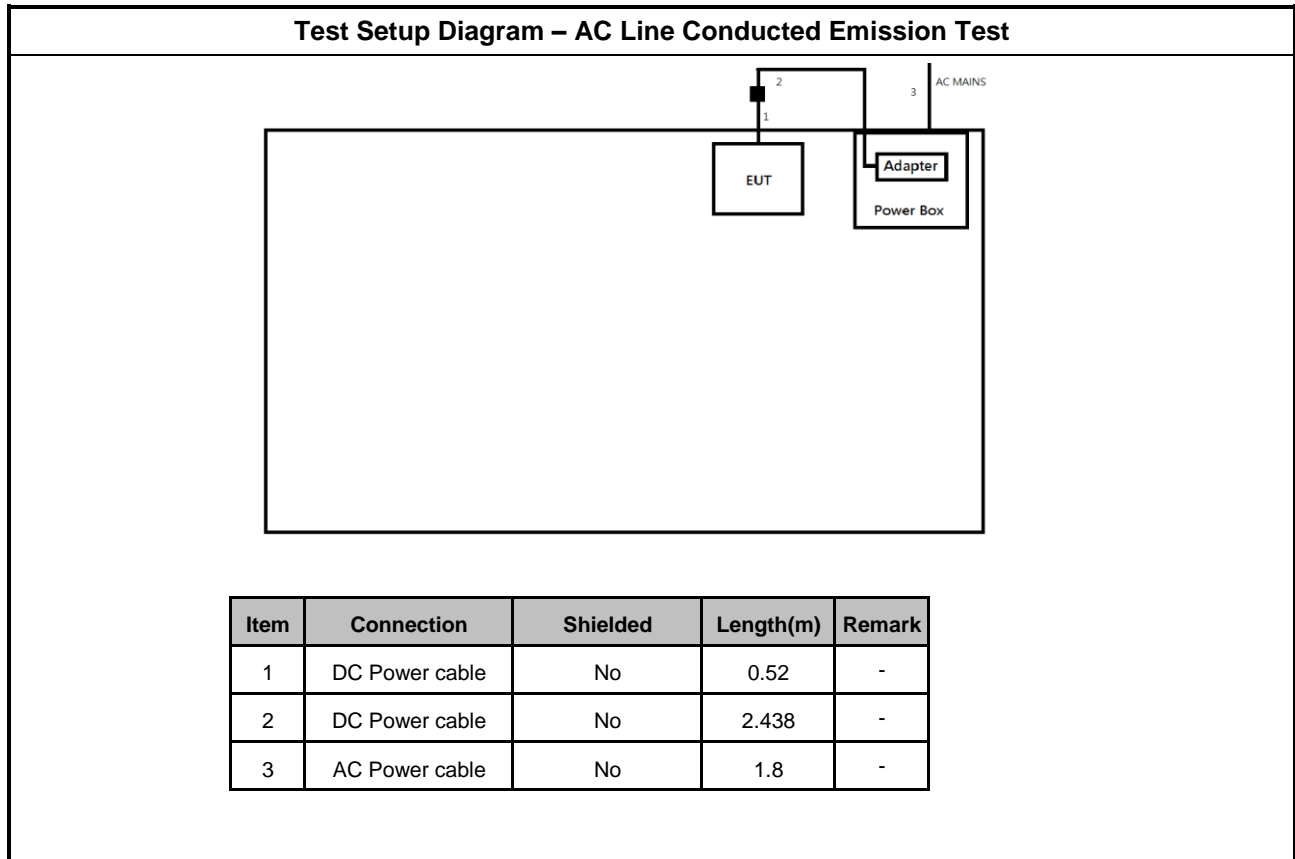 Test Setup Diagram – AC Line Conducted Emission Test
2
3
AC MAINS
1
EUT
Adapter
Power Box
Item Connection Shielded Length(m) Remark
1 DC Power cable No 0.52 -
2 DC Power cable No 2.438 -
3 AC Power cable No 1.8 -